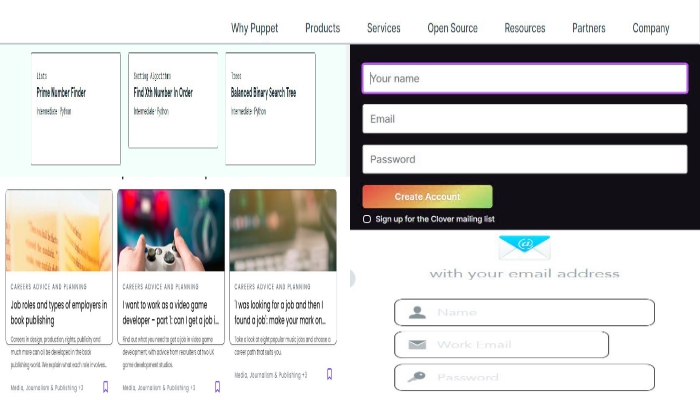 Why Puppet Products Services Open Source Resources Partners Company
Lists
Prime Number Finder
Intermediate· Python
Sorting Algorithms
Find Xth Number In Order
Intermediate· Python
Trees
Balanced Binary Search Tree
Intermediate· Python
CAREERS ADVICE AND PLANNING
Job roles and types of employers in
book publishing
Careers in design, production, rights, publicity and
much more can all be developed in the book
publishing world. We explain what each role involves.
Media, Journalism & Publishing +3
CAREERS ADVICE AND PLANNING
I want to work as a video game
developer – part 1: can I get a job i...
Find out what you need to get a job in video game
development, with advice from recruiters at two UK
game development studios.
Media, Journalism & Publishing +3
CAREERS ADVICE AND PLANNING
'I was looking for a job and then I
found a job': make your mark on...
Take a look at eight popular music jobs and choose a
career path that suits you.
Media, Journalism & Publishing +3
Your name
Email
Password
Create Account
Sign up for the Clover mailing list
@
with your email address
Name
Work Email
Password